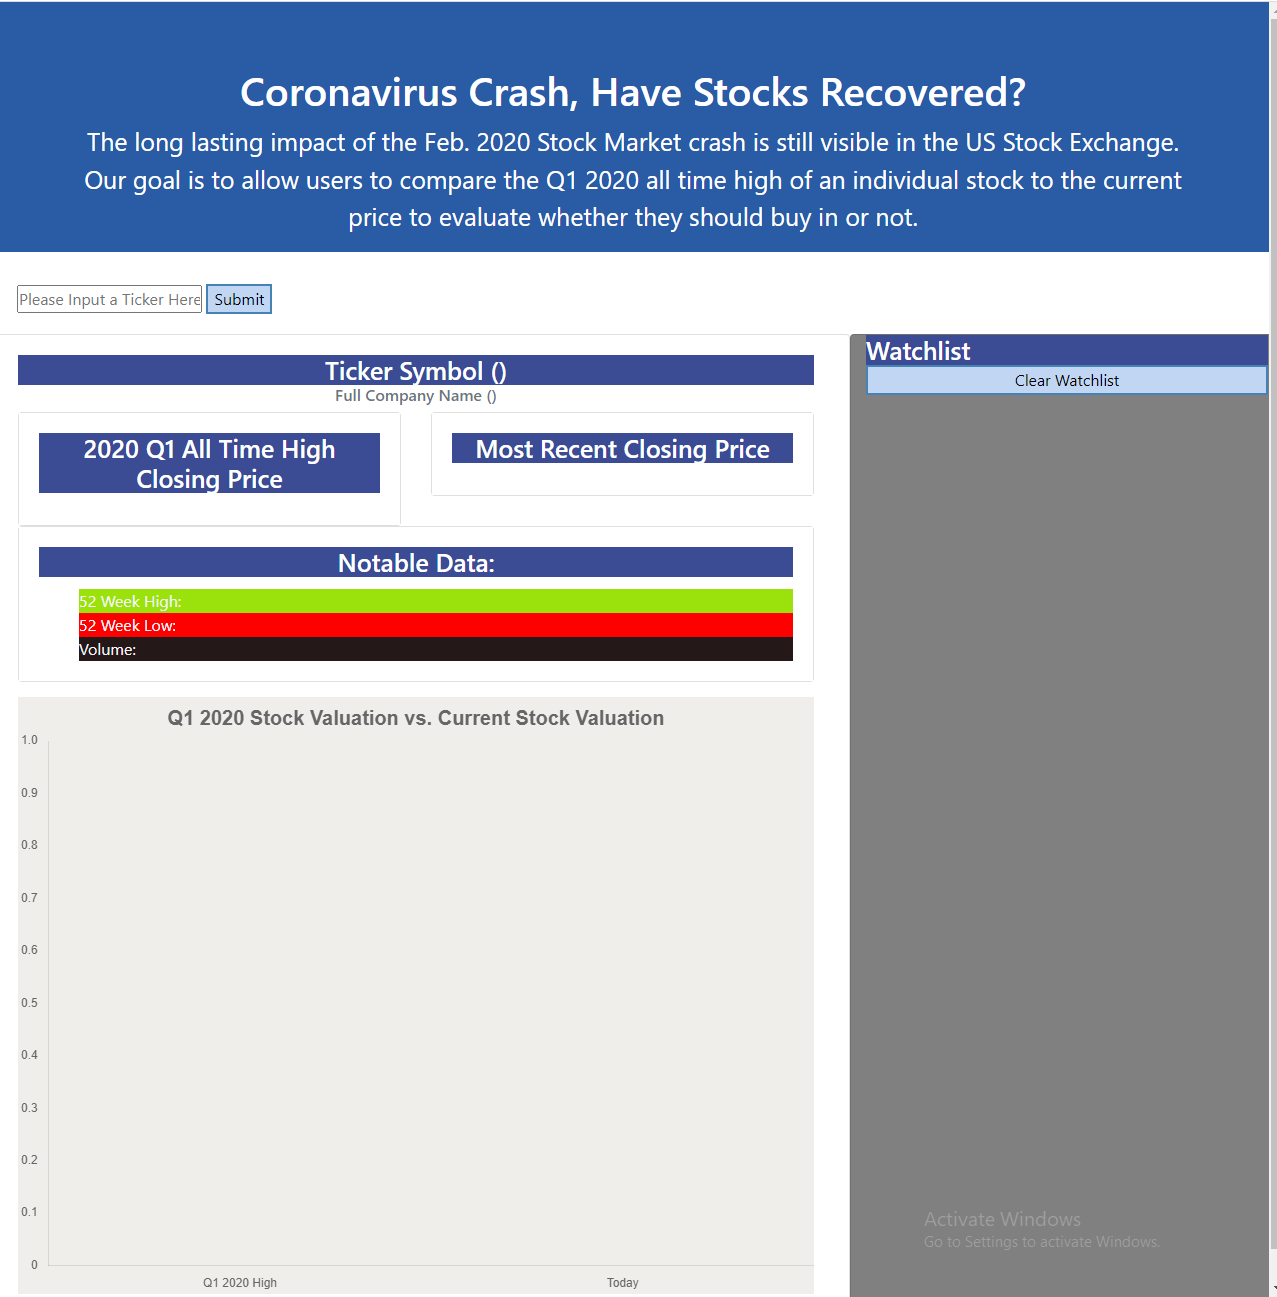 Coronavirus Crash, Have Stocks Recovered?
The long lasting impact of the Feb. 2020 Stock Market crash is still visible in the US Stock Exchange.
Our goal is to allow users to compare the Q1 2020 all time high of an individual stock to the current
price to evaluate whether they should buy in or not.
Please Input a Ticker Here
Submit
Ticker Symbol ()
Full Company Name ()
2020 Q1 All Time High
Closing Price
Most Recent Closing Price
Notable Data:
52 Week High:
52 Week Low:
Volume:
Q1 2020 Stock Valuation vs. Current Stock Valuation
1.0
0.9
0.8
0.7
0.6
0.5
0.4
0.3
0.2
0.1
0
Q1 2020 High
Today
Watchlist
Clear Watchlist
Activate Windows
Go to Settings to activate Windows.